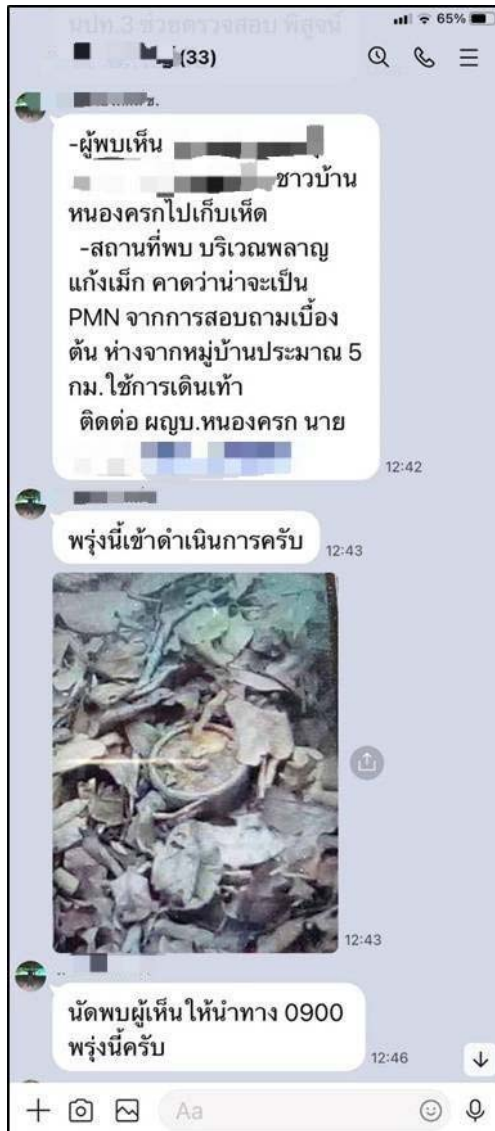 นปท.3 ช่วยตรวจสอบ พิสูจน์
65%
(33)
-ผู้พบเห็น
ชาวบ้าน
หนองครกไปเก็บเห็ด
-สถานที่พบ บริเวณพลาญ
แก้งเม็ก คาดว่าน่าจะเป็น
PMN จากการสอบถามเบื้อง
ต้น ห่างจากหมู่บ้านประมาณ 5
กม.ใช้การเดินเท้า
ติดต่อ ผญบ.หนองครก นาย
12:42
พรุ่งนี้เข้าดำเนินการครับ
12:43
12:43
นัดพบผู้เห็นให้นำทาง 0900
พรุ่งนี้ครับ
12:46
Aa